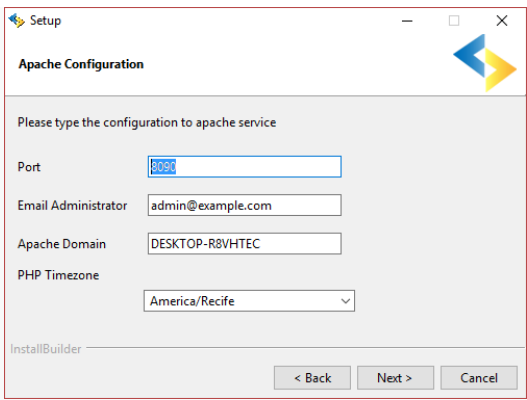 Setup
Apache Configuration
Please type the configuration to apache service
Port 8090
Email Administrator admin@example.com
Apache Domain DESKTOP-R8VHTEC
PHP Timezone
America/Recife
InstallBuilder
< Back Next > Cancel